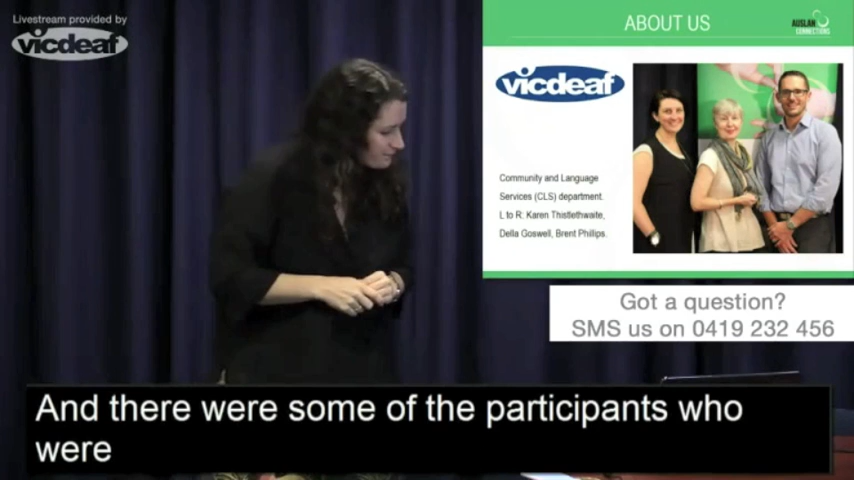 Livestream provided by
vicdeaf
ABOUT US
AUSLAN
CONNECTIONS
vicdeaf
Community and Language
Services (CLS) department.
L to R. Karen Thistlethwaite,
Della Goswell, Brent Phillips.
Got a question?
SMS us on 0419 232 456
And there were some of the participants who
were